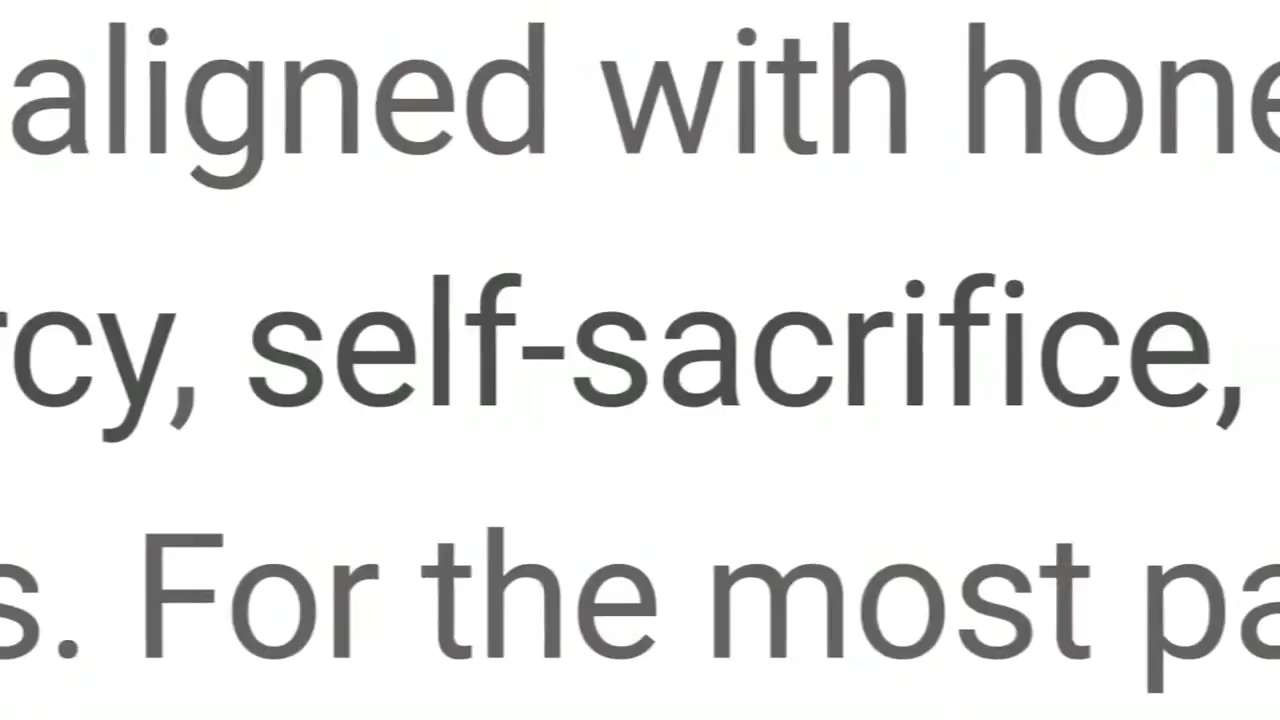 aligned with hone
rcy, self-sacrifice,
s. For the most pa